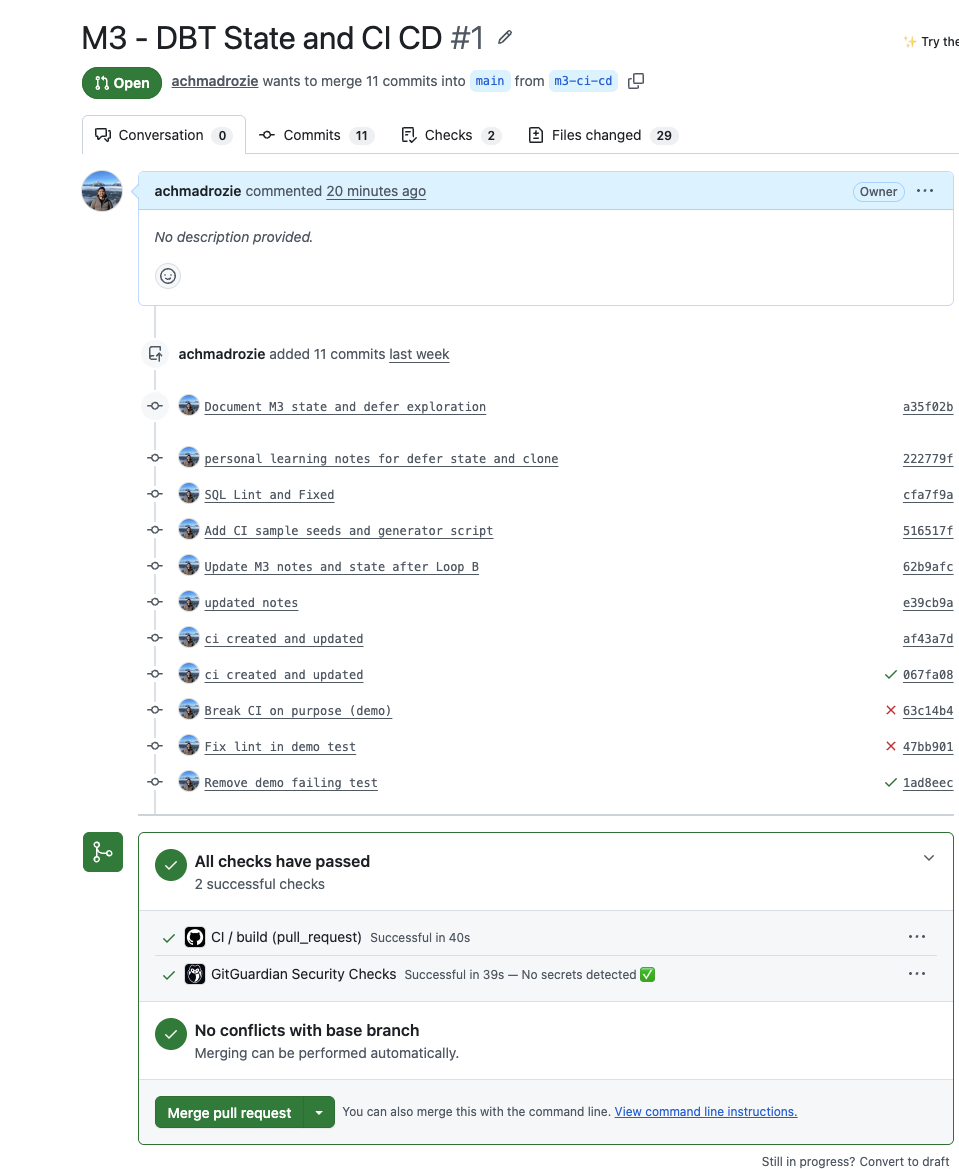 M3 - DBT State and CI CD #1
✨ Try the
Open achmadrozie wants to merge 11 commits into main from m3-ci-cd
Conversation 0 Commits 11 Checks 2 Files changed 29
achmadrozie commented 20 minutes ago Owner ...
No description provided.
achmadrozie added 11 commits last week
Document M3 state and defer exploration a35f02b
personal learning notes for defer state and clone 222779f
SQL Lint and Fixed cfa7f9a
Add CI sample seeds and generator script 516517f
Update M3 notes and state after Loop B 62b9afc
updated notes e39cb9a
ci created and updated af43a7d
ci created and updated 067fa08
Break CI on purpose (demo) 63c14b4
Fix lint in demo test 47bb901
Remove demo failing test 1ad8eec
All checks have passed
2 successful checks
CI / build (pull_request) Successful in 40s ...
GitGuardian Security Checks Successful in 39s — No secrets detected ✅ ...
No conflicts with base branch
Merging can be performed automatically.
Merge pull request You can also merge this with the command line. View command line instructions.
Still in progress? Convert to draft